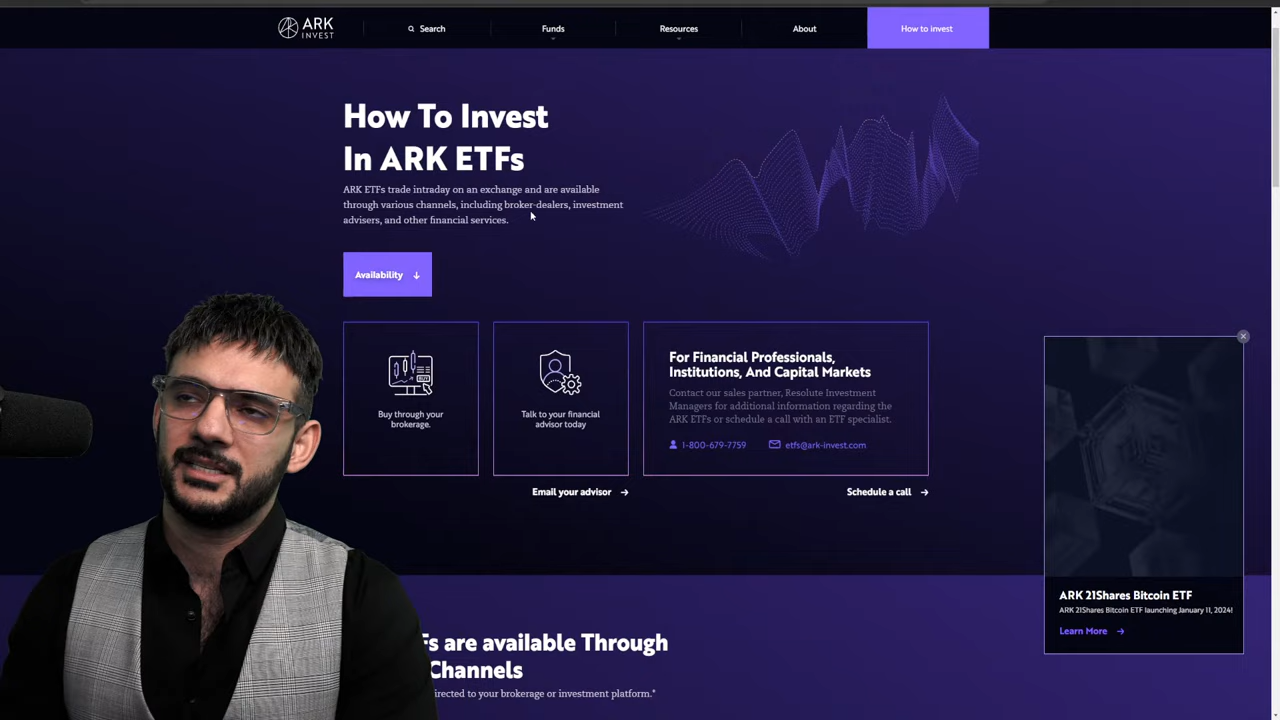 ARK
INVEST
Search
Funds
Resources
About
How to invest
How To Invest
In ARK ETFs
ARK ETFs trade intraday on an exchange and are available
through various channels, including broker-dealers, investment
advisers, and other financial services.
Availability
Buy through your
brokerage.
Talk to your financial
advisor today
For Financial Professionals,
Institutions, And Capital Markets
Contact our sales partner, Resolute Investment
Managers for additional information regarding the
ARK ETFs or schedule a call with an ETF specialist.
1-800-679-7759
etfs@ark-invest.com
Email your advisor
Schedule a call
ARK 21Shares Bitcoin ETF
ARK 21Shares Bitcoin ETF launching January 11, 2024!
Learn More
are available Through
Channels
to your brokerage or investment platform.*